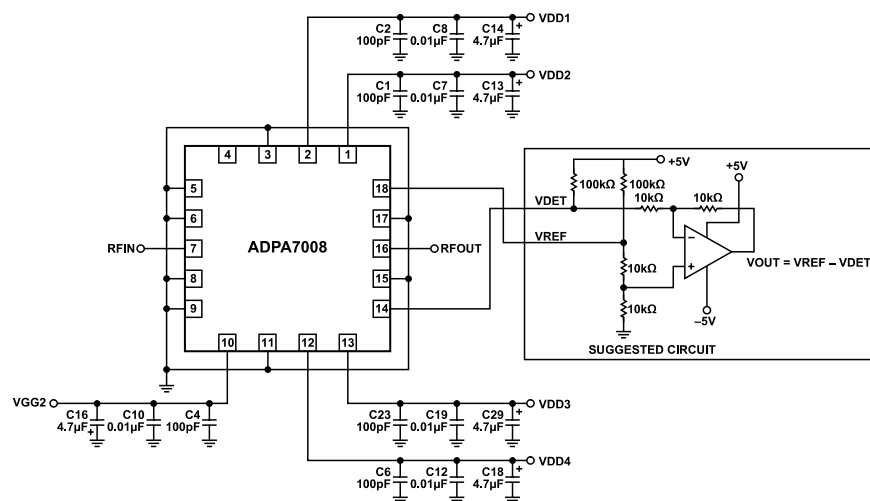 C2
100pF
C8
0.01µF
C14
4.7µF
+
VDD1
C1
100pF
C7
0.01µF
C13
4.7µF
+
VDD2
4
3
2
1
5
6
7
8
9
18
17
16
15
14
10
11
12
13
RFIN
ADPA7008
RFOUT
VDET
VREF
+5V
100kΩ
100kΩ
10kΩ
10kΩ
+5V
−
+
10kΩ
10kΩ
−5V
VOUT = VREF – VDET
SUGGESTED CIRCUIT
VGG2
C16
4.7µF
+
C10
0.01µF
C4
100pF
C23
100pF
C19
0.01µF
C29
4.7µF
+
VDD3
C6
100pF
C12
0.01µF
C18
4.7µF
+
VDD4